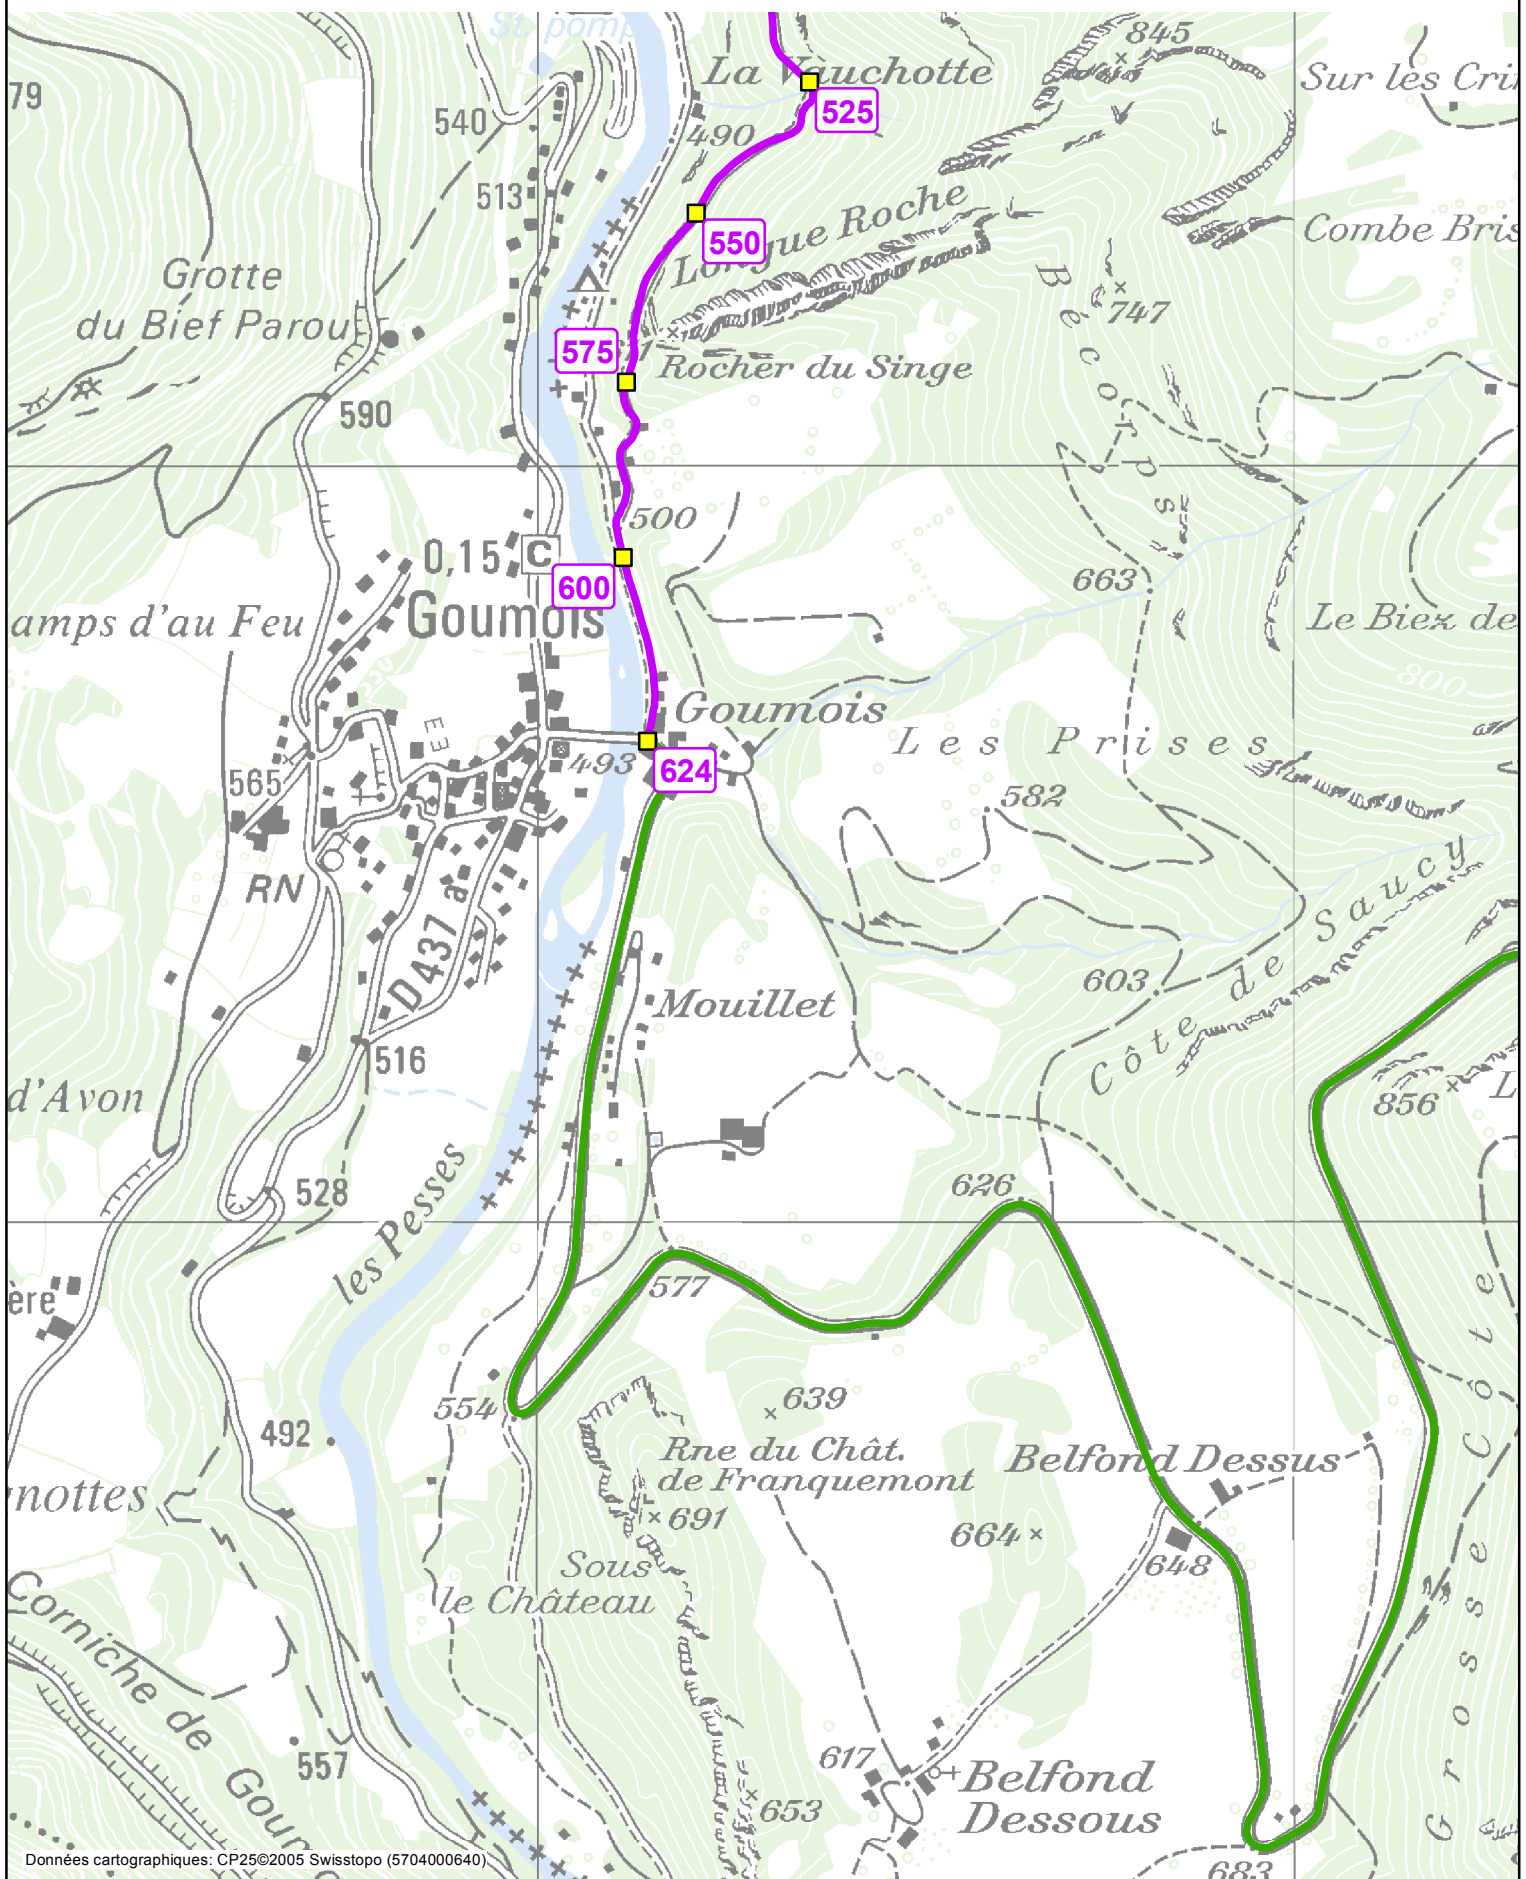 St. pomp
845
La Vauchotte
Sur les Cri
79
525
540
490
513
550
Longue Roche
Combe Bris
Grotte
du Bief Parou
Bécorps
747
575
Rocher du Singe
590
500
0,15
C
600
663
Goumois
amps d'au Feu
Le Biez de
800
Goumois
E3
Les Prises
493
624
565
582
RN
D437 a
Côte de Saucy
603
Mouillet
516
d'Avon
856
L
528
626
les Pesses
577
ère
Grosse Côte
554
639
492
Rne du Chât.
de Franquemont
Belfond Dessus
nottes
691
664
648
Sous
le Château
Corniche de Gour
557
617
Belfond
Dessous
653
683
Données cartographiques: CP25©2005 Swisstopo (5704000640)